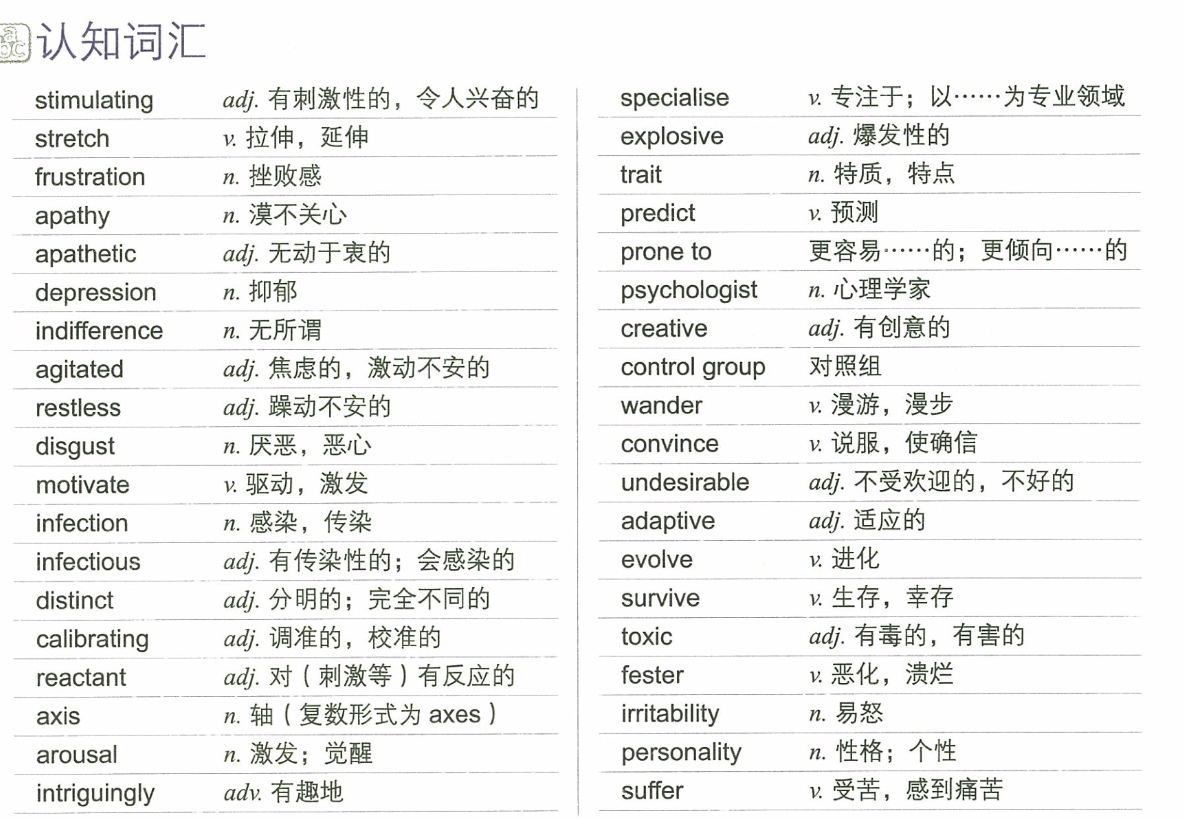 abc 认知词汇
stimulating adj. 有刺激性的，令人兴奋的
stretch v. 拉伸，延伸
frustration n. 挫败感
apathy n. 漠不关心
apathetic adj. 无动于衷的
depression n. 抑郁
indifference n. 无所谓
agitated adj. 焦虑的，激动不安的
restless adj. 躁动不安的
disgust n. 厌恶，恶心
motivate v. 驱动，激发
infection n. 感染，传染
infectious adj. 有传染性的；会感染的
distinct adj. 分明的；完全不同的
calibrating adj. 调准的，校准的
reactant adj. 对（刺激等）有反应的
axis n. 轴（复数形式为 axes）
arousal n. 激发；觉醒
intriguingly adv. 有趣地
specialise v. 专注于；以……为专业领域
explosive adj. 爆发性的
trait n. 特质，特点
predict v. 预测
prone to 更容易……的；更倾向……的
psychologist n. 心理学家
creative adj. 有创意的
control group 对照组
wander v. 漫游，漫步
convince v. 说服，使确信
undesirable adj. 不受欢迎的，不好的
adaptive adj. 适应的
evolve v. 进化
survive v. 生存，幸存
toxic adj. 有毒的，有害的
fester v. 恶化，溃烂
irritability n. 易怒
personality n. 性格；个性
suffer v. 受苦，感到痛苦